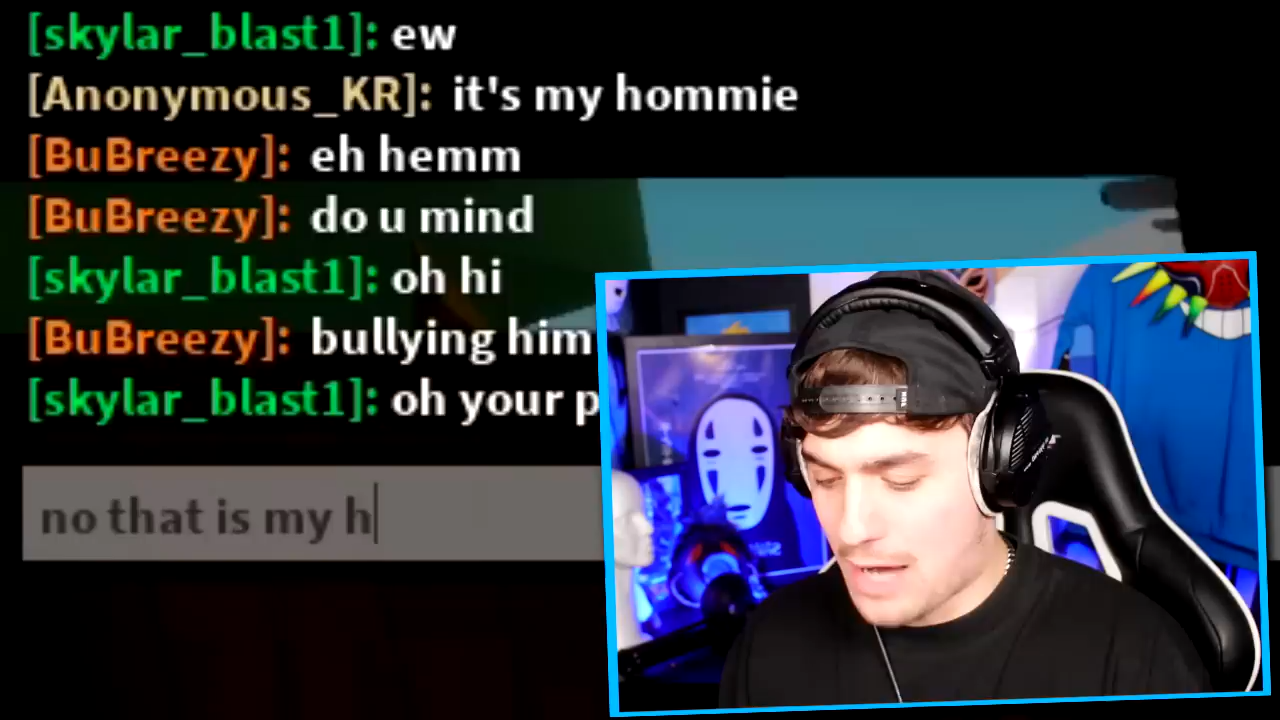 [skylar_blast1]: ew
[Anonymous_KR]: it's my hommie
[BuBreezy]: eh hemm
[BuBreezy]: do u mind
[skylar_blast1]: oh hi
[BuBreezy]: bullying him
[skylar_blast1]: oh your p
no that is my h